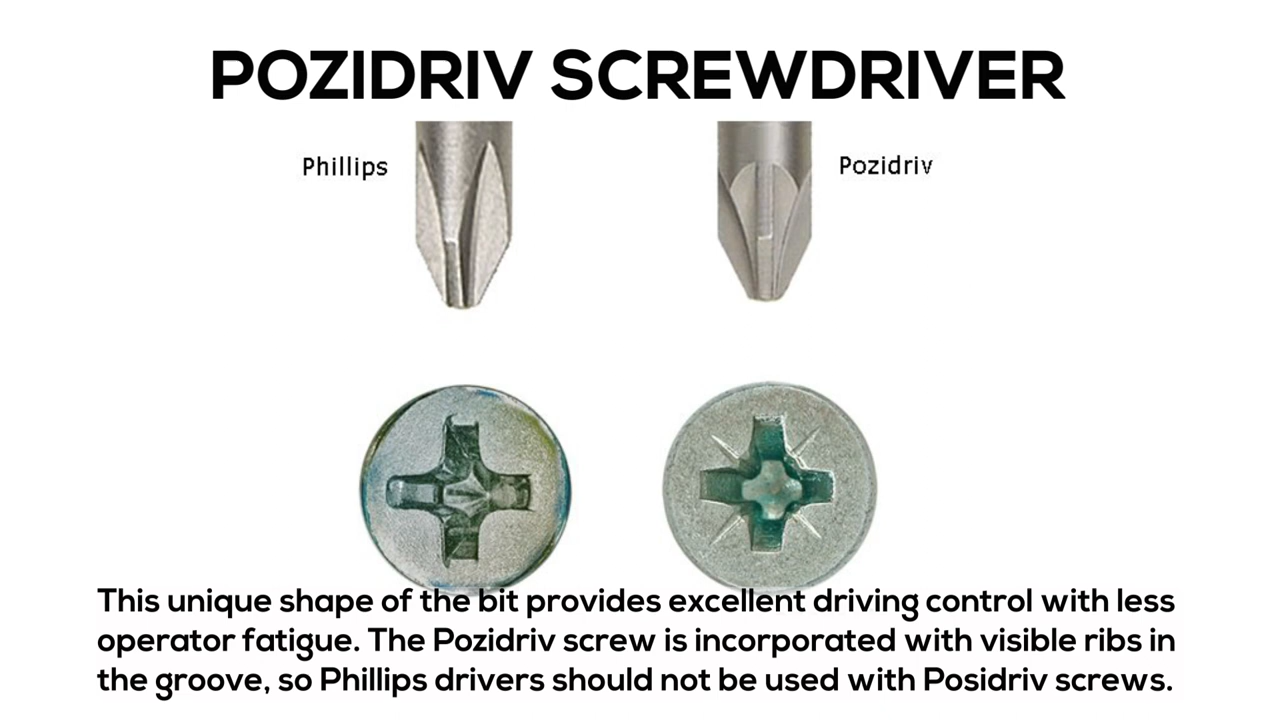 POZIDRIV SCREWDRIVER
Phillips
Pozidriv
This unique shape of the bit provides excellent driving control with less
operator fatigue. The Pozidriv screw is incorporated with visible ribs in
the groove, so Phillips drivers should not be used with Posidriv screws.